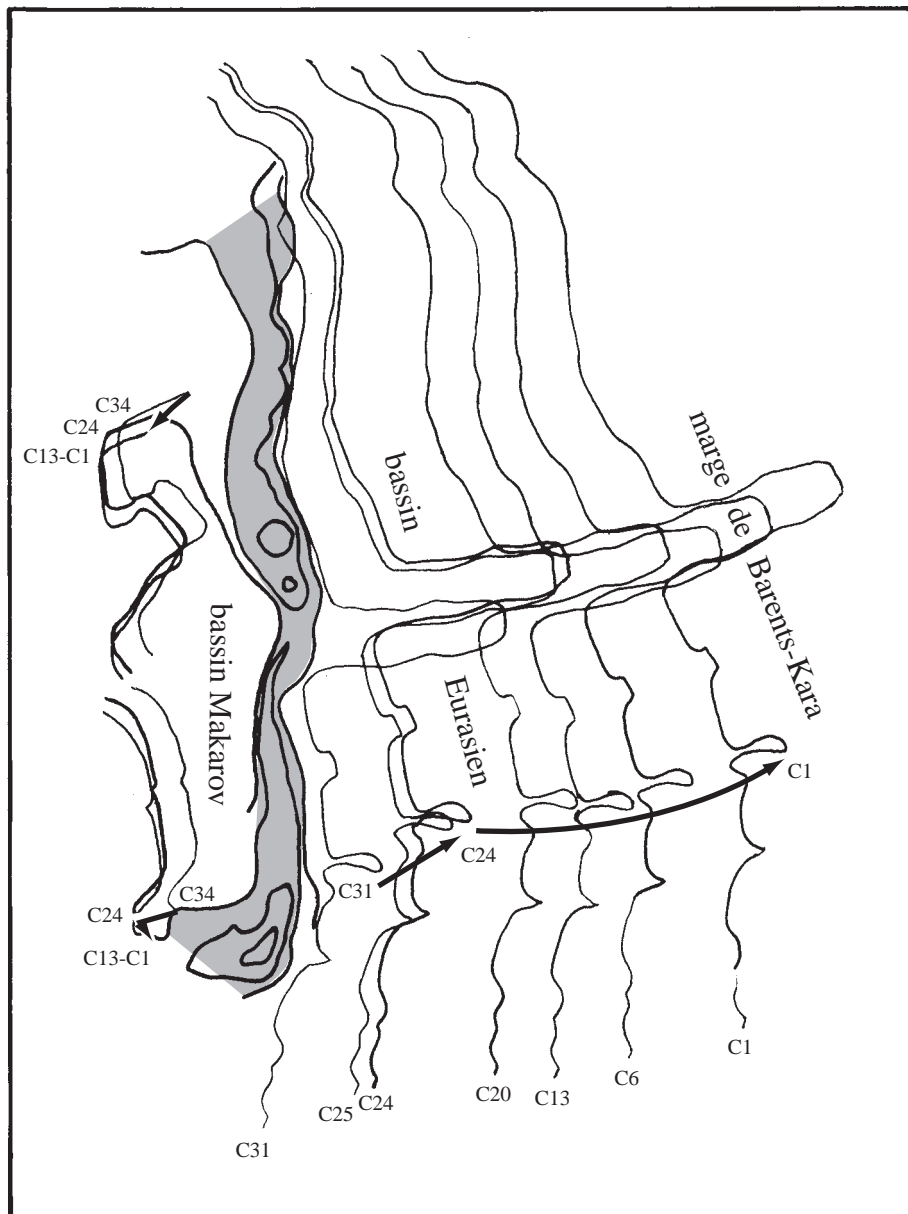 C34
C24
C13-C1
bassin
marge
de
Barents-Kara
bassin Makarov
Eurasien
C1
C24
C31
C34
C24
C13-C1
C1
C6
C20
C13
C25
C24
C31